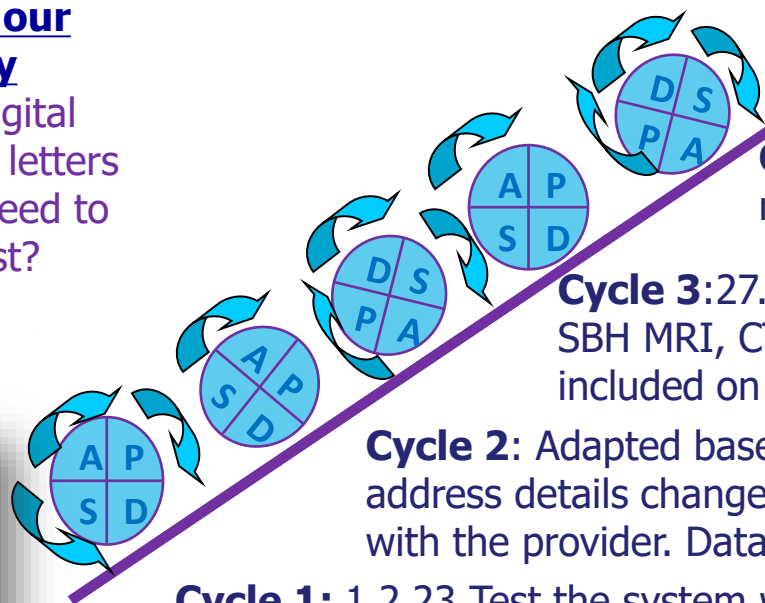 our
y
gital
letters
eed to
st?
D S
P A
A P
S D
D S
P A
A P
S D
A P
S D
Cycle 3:27.
SBH MRI, CT
included on
Cycle 2: Adapted base
address details change
with the provider. Data
Cycle 1: 1.2.23 Test the system